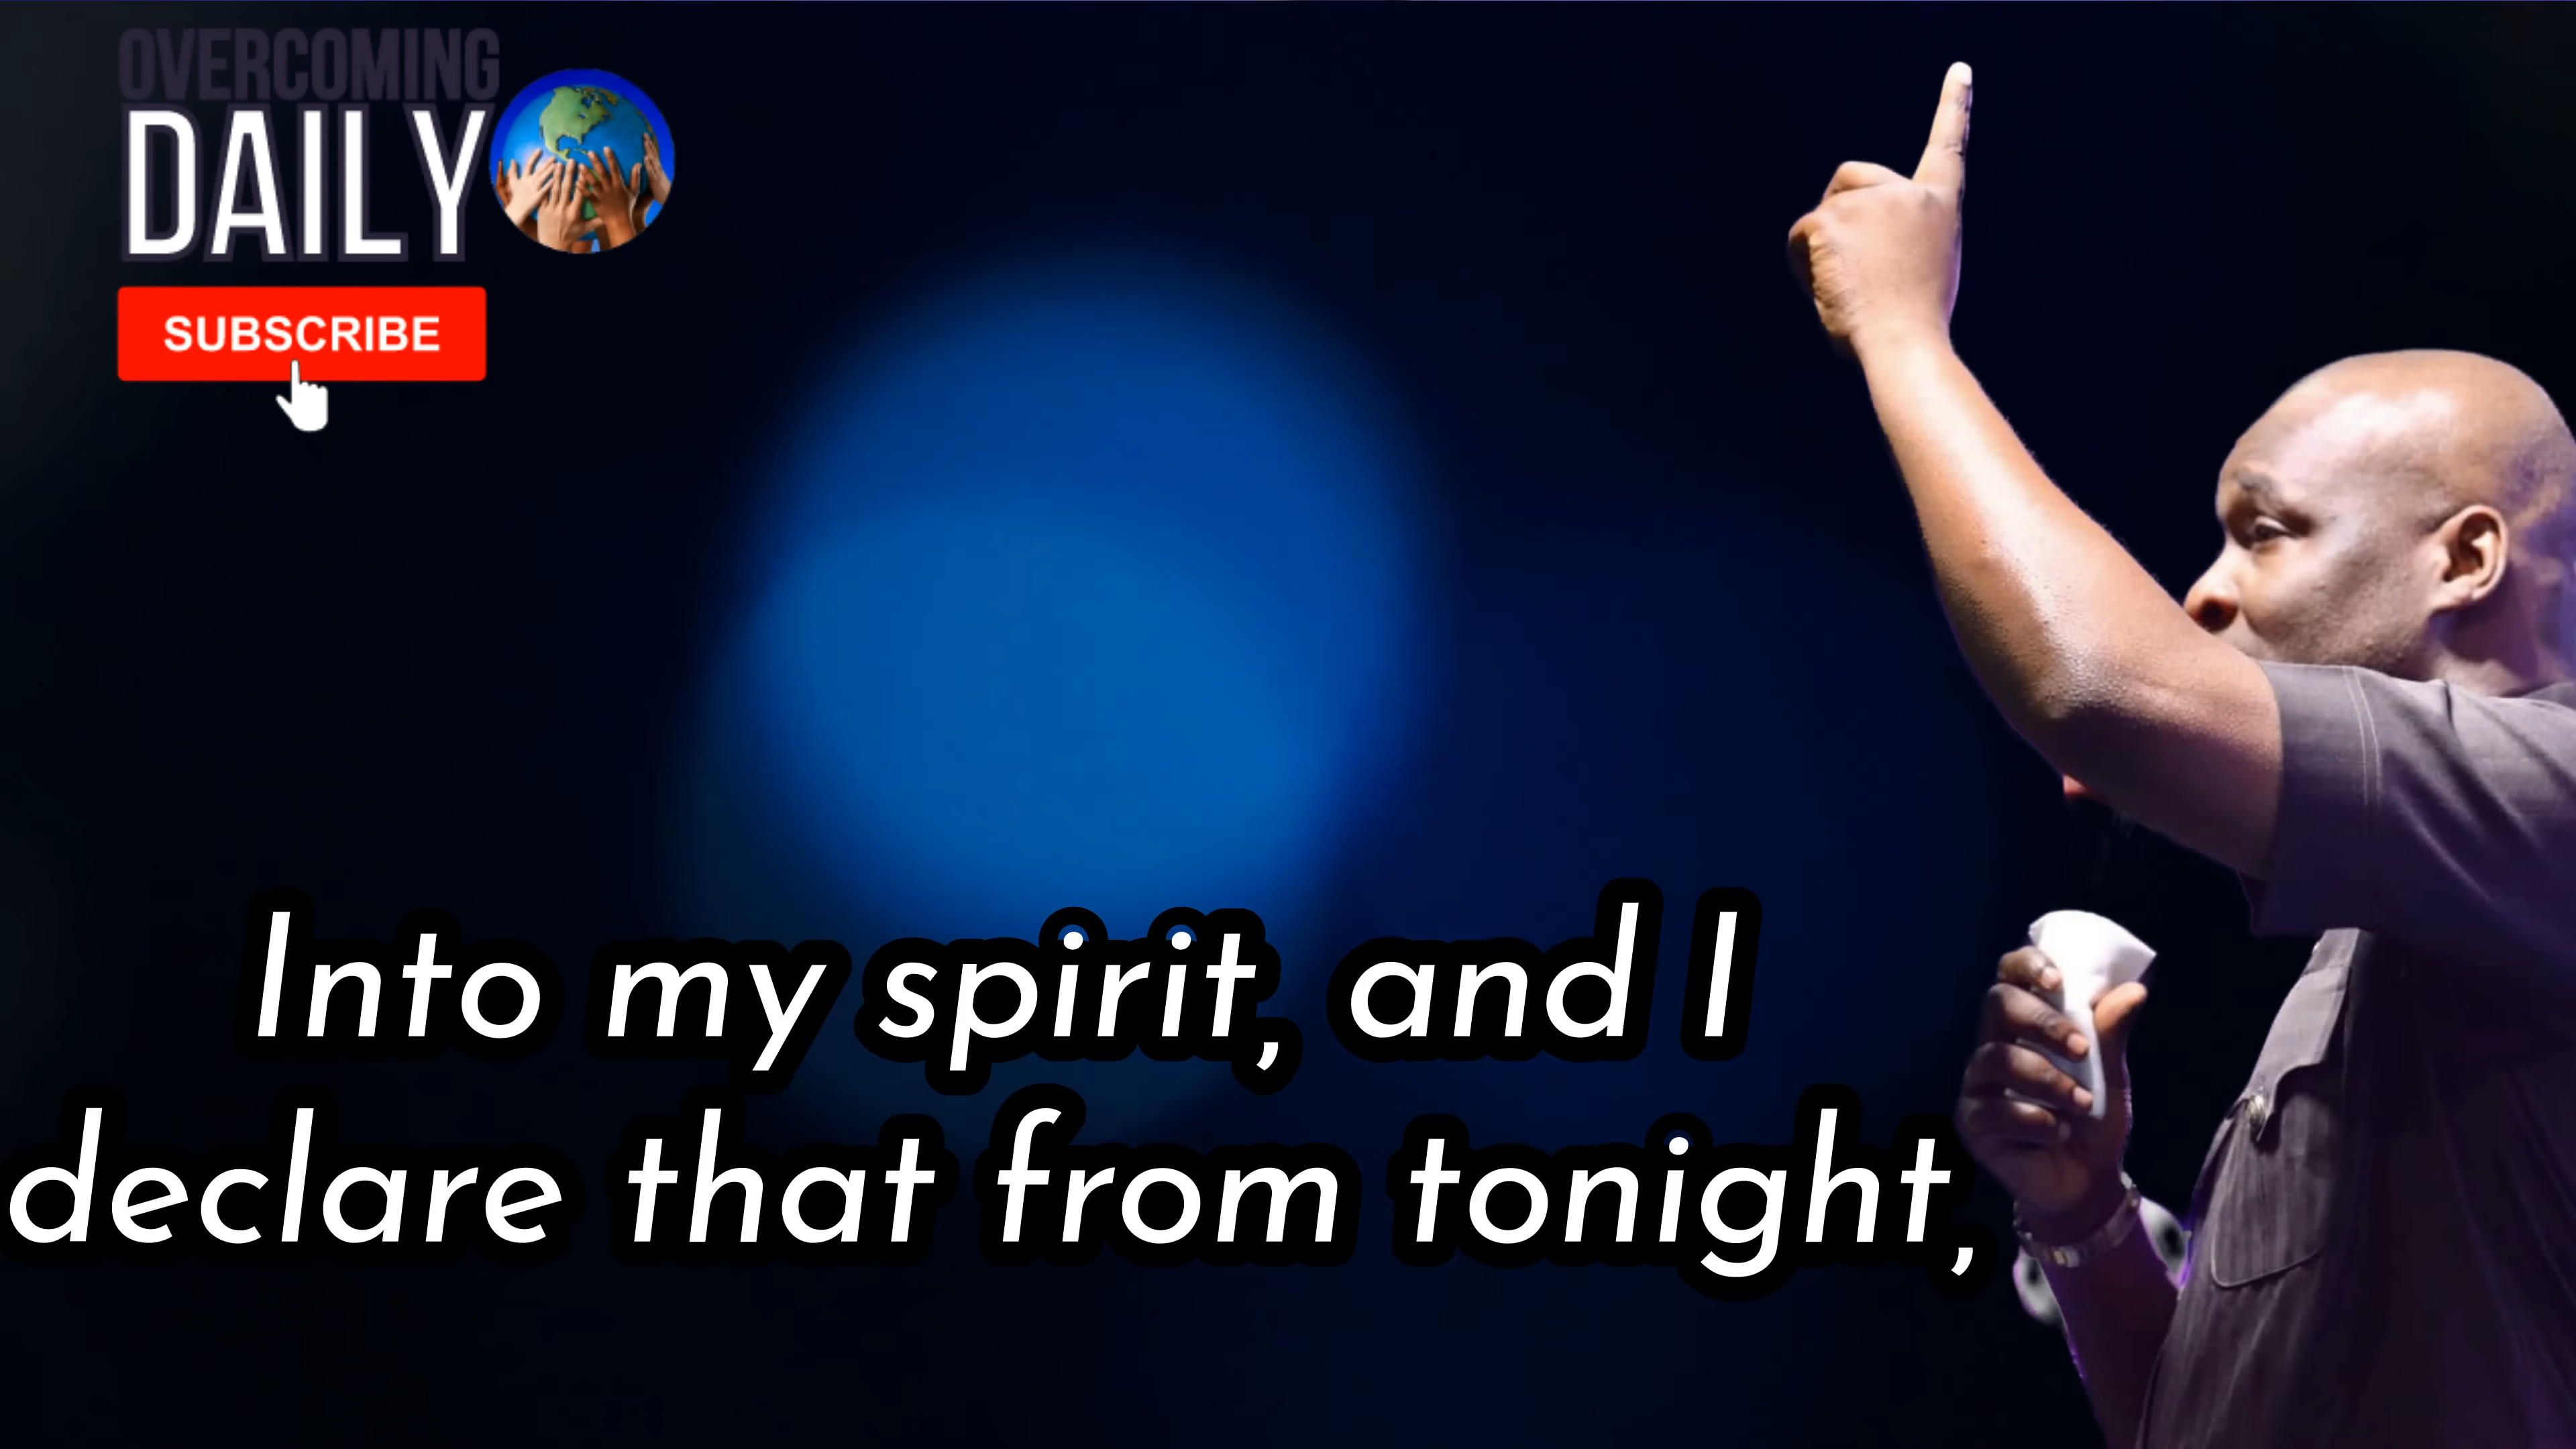 OVERCOMING
DAILY
SUBSCRIBE
Into my spirit, and I
declare that from tonight,